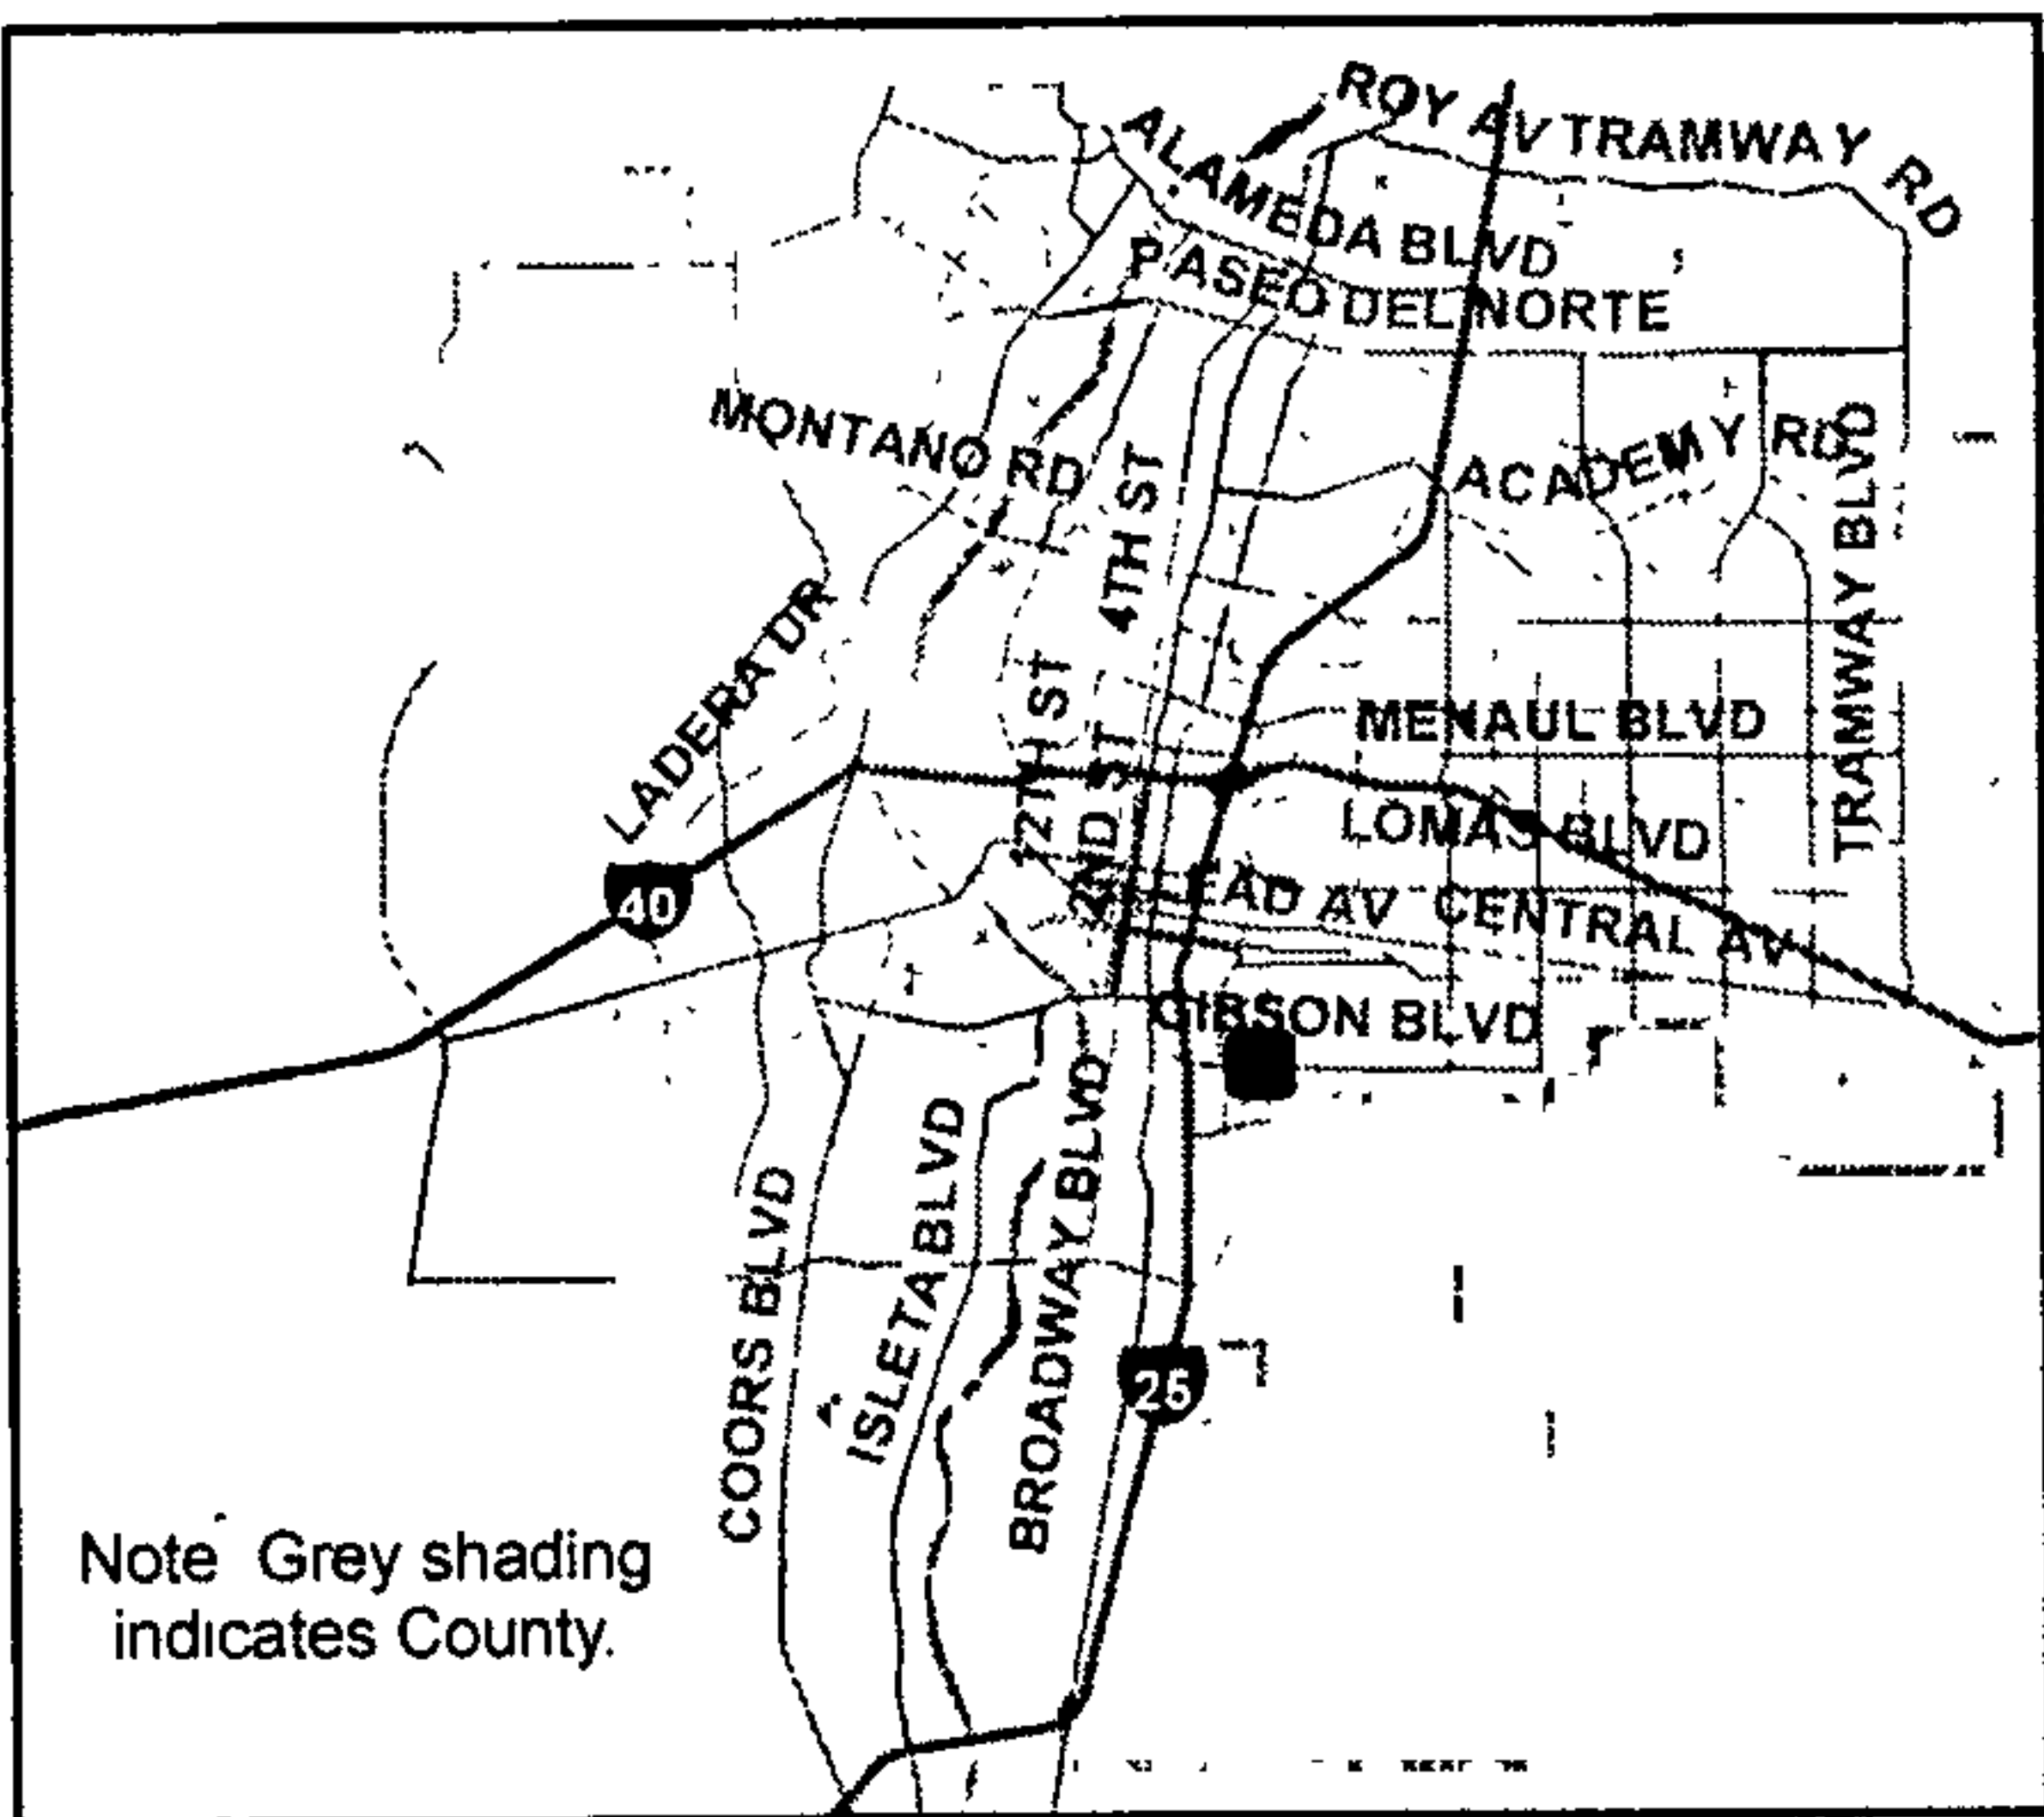 ROY AV TRAMWAY RD
ALAMEDA BLVD
PASEO DEL NORTE
MONTANO RD
ACADEMY RD
4TH ST
TRAMWAY BLVD
LADERA DR
12TH ST
MENAUL BLVD
2ND ST
LOMAS BLVD
40
LEAD AV CENTRAL AV
GIBSON BLVD
COORS BLVD
ISLETA BLVD
BROADWAY BLVD
25
Note Grey shading
indicates County.